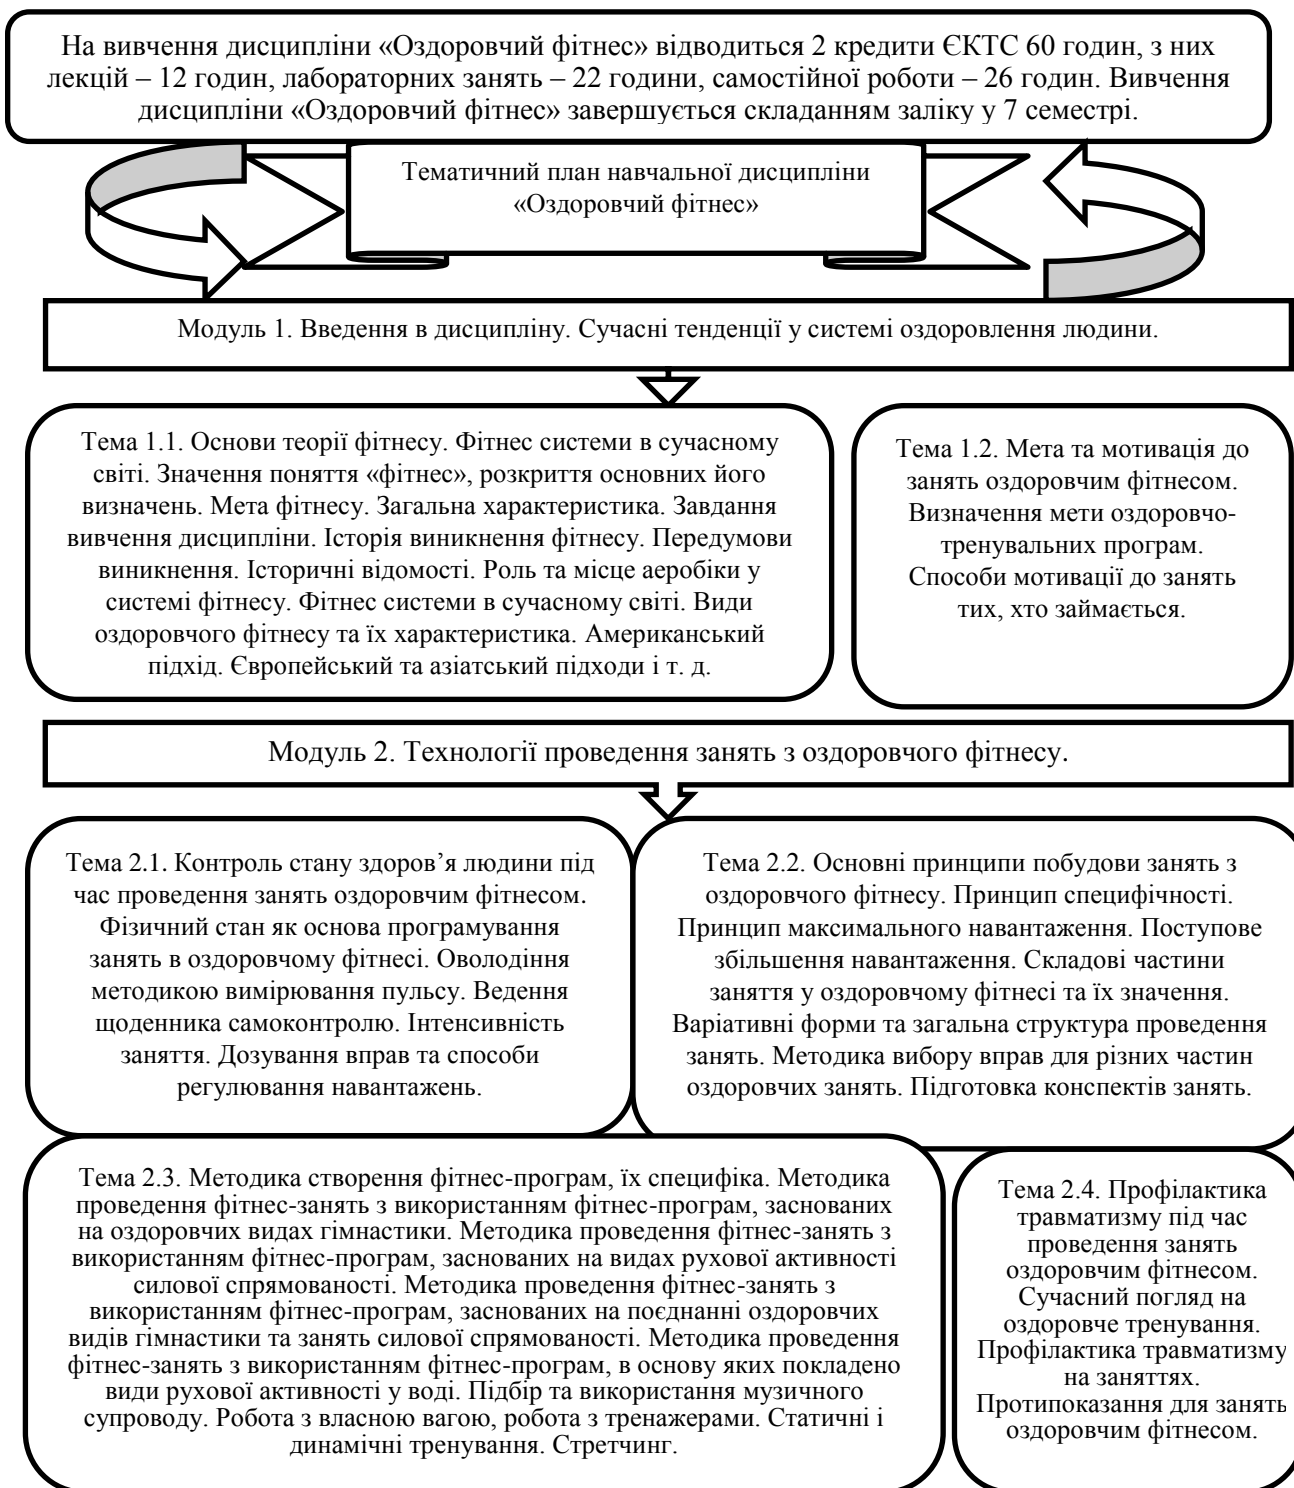 На вивчення дисципліни «Оздоровчий фітнес» відводиться 2 кредити ЄКТС 60 годин, з них
лекцій – 12 годин, лабораторних занять – 22 години, самостійної роботи – 26 годин. Вивчення
дисципліни «Оздоровчий фітнес» завершується складанням заліку у 7 семестрі.
Тематичний план навчальної дисципліни
«Оздоровчий фітнес»
Модуль 1. Введення в дисципліну. Сучасні тенденції у системі оздоровлення людини.
Тема 1.1. Основи теорії фітнесу. Фітнес системи в сучасному
світі. Значення поняття «фітнес», розкриття основних його
визначень. Мета фітнесу. Загальна характеристика. Завдання
вивчення дисципліни. Історія виникнення фітнесу. Передумови
виникнення. Історичні відомості. Роль та місце аеробіки у
системі фітнесу. Фітнес системи в сучасному світі. Види
оздоровчого фітнесу та їх характеристика. Американський
підхід. Європейський та азіатський підходи і т. д.
Тема 1.2. Мета та мотивація до
занять оздоровчим фітнесом.
Визначення мети оздоровчо-
тренувальних програм.
Способи мотивації до занять
тих, хто займається.
Модуль 2. Технології проведення занять з оздоровчого фітнесу.
Тема 2.1. Контроль стану здоров’я людини під
час проведення занять оздоровчим фітнесом.
Фізичний стан як основа програмування
занять в оздоровчому фітнесі. Оволодіння
методикою вимірювання пульсу. Ведення
щоденника самоконтролю. Інтенсивність
заняття. Дозування вправ та способи
регулювання навантажень.
Тема 2.2. Основні принципи побудови занять з
оздоровчого фітнесу. Принцип специфічності.
Принцип максимального навантаження. Поступове
збільшення навантаження. Складові частини
заняття у оздоровчому фітнесі та їх значення.
Варіативні форми та загальна структура проведення
занять. Методика вибору вправ для різних частин
оздоровчих занять. Підготовка конспектів занять.
Тема 2.3. Методика створення фітнес-програм, їх специфіка. Методика
проведення фітнес-занять з використанням фітнес-програм, заснованих
на оздоровчих видах гімнастики. Методика проведення фітнес-занять з
використанням фітнес-програм, заснованих на видах рухової активності
силової спрямованості. Методика проведення фітнес-занять з
використанням фітнес-програм, заснованих на поєднанні оздоровчих
видів гімнастики та занять силової спрямованості. Методика проведення
фітнес-занять з використанням фітнес-програм, в основу яких покладено
види рухової активності у воді. Підбір та використання музичного
супроводу. Робота з власною вагою, робота з тренажерами. Статичні і
динамічні тренування. Стретчинг.
Тема 2.4. Профілактика
травматизму під час
проведення занять
оздоровчим фітнесом.
Сучасний погляд на
оздоровче тренування.
Профілактика травматизму
на заняттях.
Протипоказання для занять
оздоровчим фітнесом.